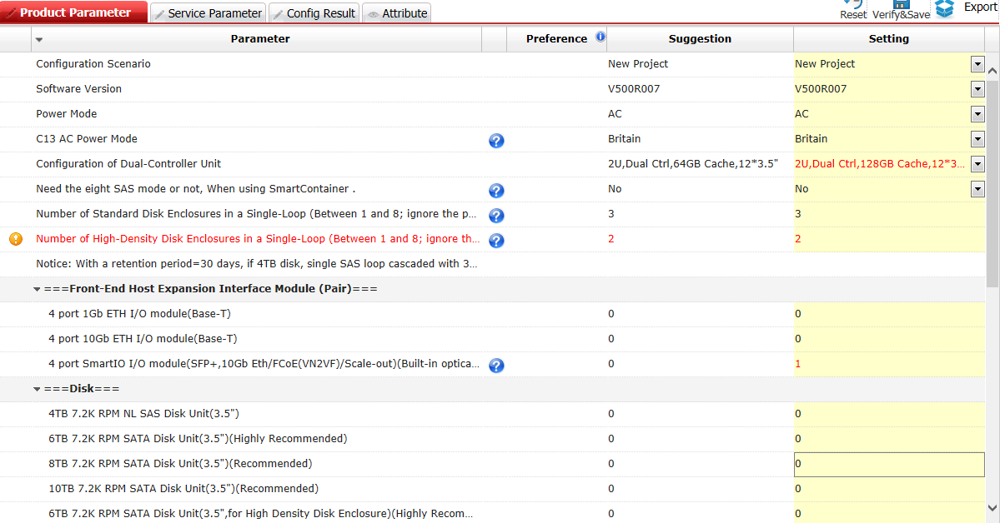 Product Parameter Service Parameter Config Result Attribute Reset Verify&Save Export
Parameter Preference Suggestion Setting
Configuration Scenario New Project New Project
Software Version V500R007 V500R007
Power Mode AC AC
C13 AC Power Mode Britain Britain
Configuration of Dual-Controller Unit 2U,Dual Ctrl,64GB Cache,12*3.5" 2U,Dual Ctrl,128GB Cache,12*3...
Need the eight SAS mode or not, When using SmartContainer . No No
Number of Standard Disk Enclosures in a Single-Loop (Between 1 and 8; ignore the p... 3 3
Number of High-Density Disk Enclosures in a Single-Loop (Between 1 and 8; ignore th... 2 2
Notice: With a retention period=30 days, if 4TB disk, single SAS loop cascaded with 3...
===Front-End Host Expansion Interface Module (Pair)===
4 port 1Gb ETH I/O module(Base-T) 0 0
4 port 10Gb ETH I/O module(Base-T) 0 0
4 port SmartIO I/O module(SFP+,10Gb Eth/FCoE(VN2VF)/Scale-out)(Built-in optica... 0 1
===Disk===
4TB 7.2K RPM NL SAS Disk Unit(3.5") 0 0
6TB 7.2K RPM SATA Disk Unit(3.5")(Highly Recommended) 0 0
8TB 7.2K RPM SATA Disk Unit(3.5")(Recommended) 0 0
10TB 7.2K RPM SATA Disk Unit(3.5")(Recommended) 0 0
6TB 7.2K RPM SATA Disk Unit(3.5",for High Density Disk Enclosure)(Highly Recom... 0 0